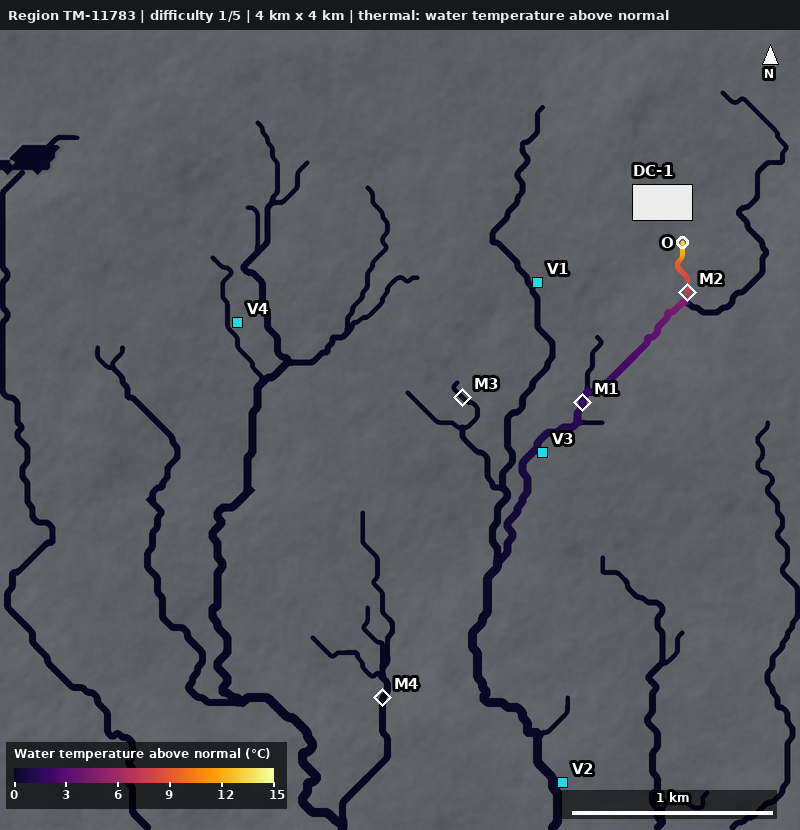 Region TM-11783 | difficulty 1/5 | 4 km x 4 km | thermal: water temperature above normal
N
DC-1
O
M2
V1
V4
M3
M1
V3
M4
V2
Water temperature above normal (°C)
0 3 6 9 12 15
1 km